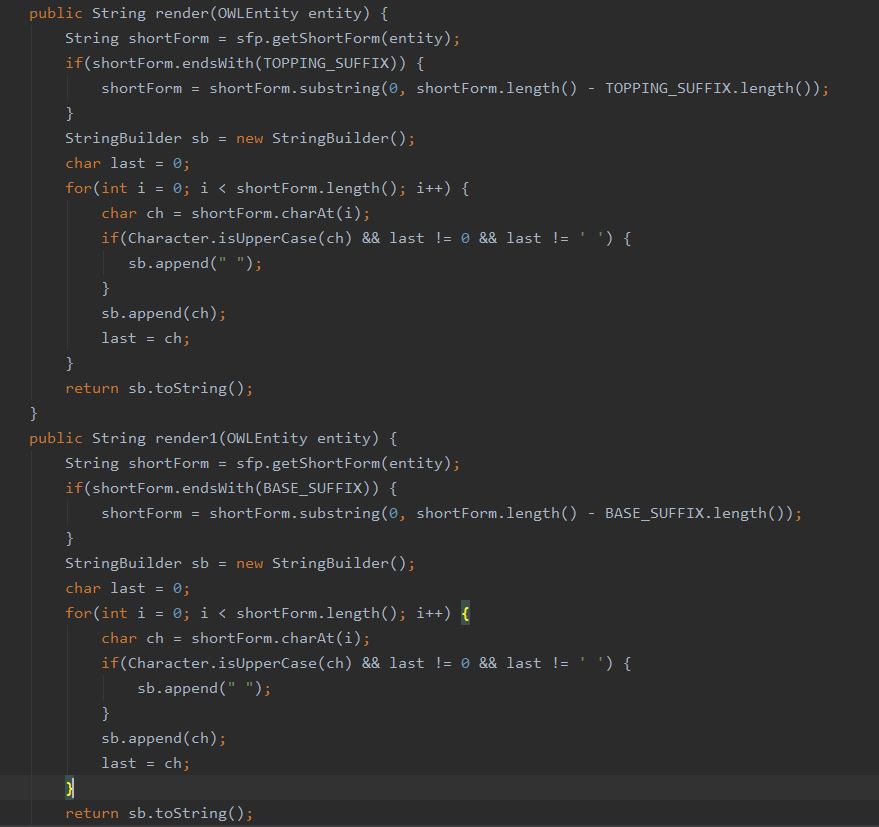 public String render(OWLEntity entity) {
    String shortForm = sfp.getShortForm(entity);
    if(shortForm.endsWith(TOPPING_SUFFIX)) {
        shortForm = shortForm.substring(0, shortForm.length() - TOPPING_SUFFIX.length());
    }
    StringBuilder sb = new StringBuilder();
    char last = 0;
    for(int i = 0; i < shortForm.length(); i++) {
        char ch = shortForm.charAt(i);
        if(Character.isUpperCase(ch) && last != 0 && last != ' ') {
           sb.append(" ");
        }
        sb.append(ch);
        last = ch;
    }
    return sb.toString();
}
public String render1(OWLEntity entity) {
    String shortForm = sfp.getShortForm(entity);
    if(shortForm.endsWith(BASE_SUFFIX)) {
        shortForm = shortForm.substring(0, shortForm.length() - BASE_SUFFIX.length());
    }
    StringBuilder sb = new StringBuilder();
    char last = 0;
    for(int i = 0; i < shortForm.length(); i++) {
        char ch = shortForm.charAt(i);
        if(Character.isUpperCase(ch) && last != 0 && last != ' ') {
            sb.append(" ");
        }
        sb.append(ch);
        last = ch;
    }
    return sb.toString();